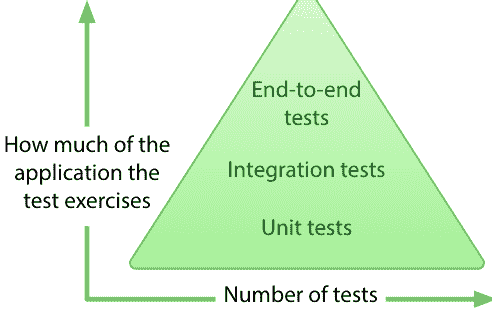 End-to-end
tests
How much of the
application the
test exercises
Integration tests
Unit tests
Number of tests